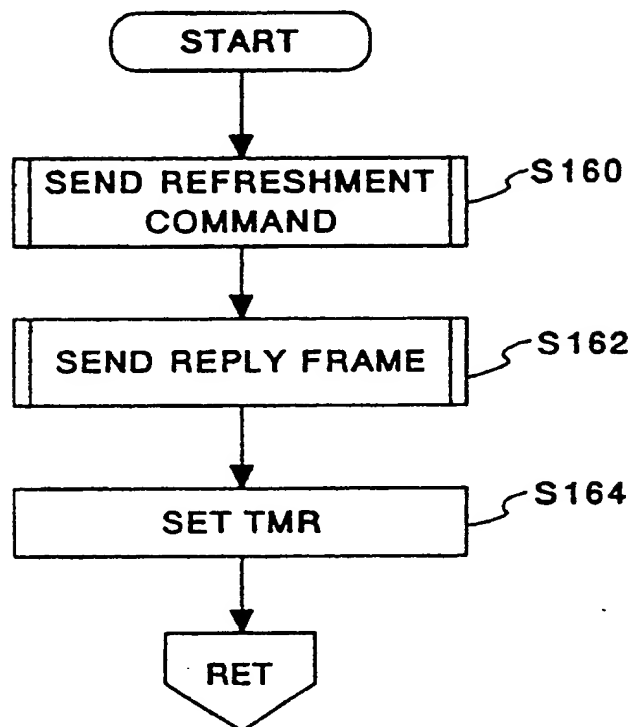 START
SEND REFRESHMENT
COMMAND
S160
SEND REPLY FRAME
S162
SET TMR
S164
RET